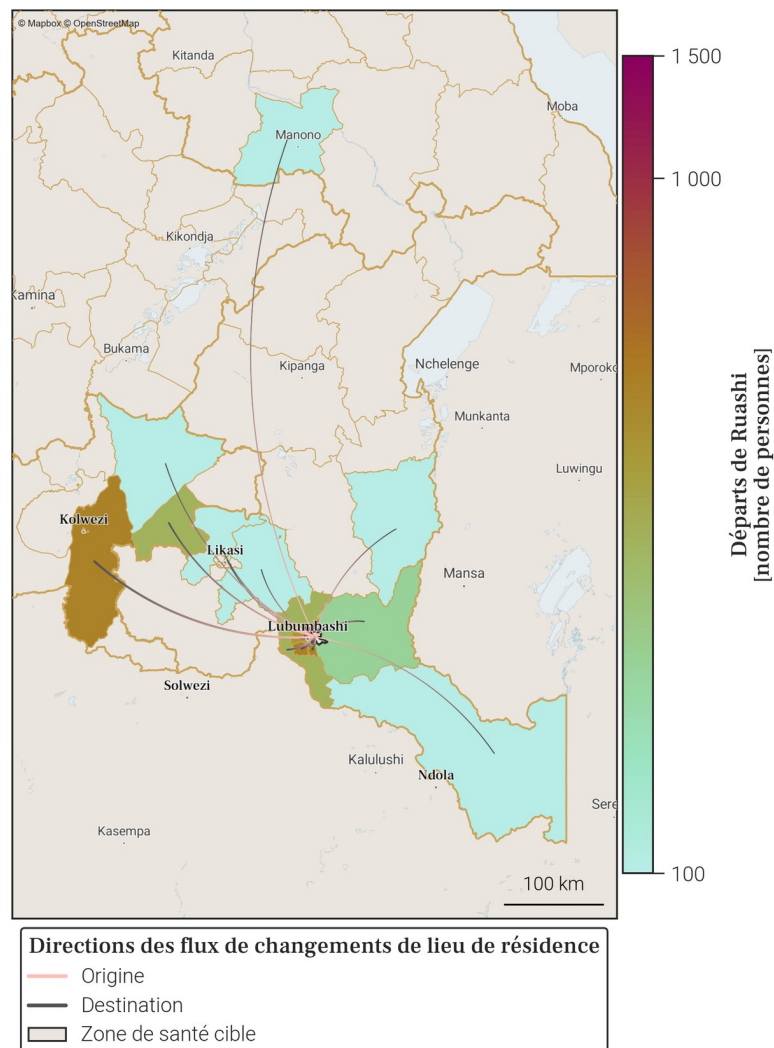 © Mapbox © OpenStreetMap
Kitanda
Moba
Manono
Kikondja
Kamina
Bukama
Kipanga
Nchelenge
Mporoko
Munkanta
Luwingu
Kolwezi
Likasi
Mansa
Lubumbashi
Solwezi
Kalulushi
Ndola
Sere
Kasempa
100 km
1 500
1 000
100
Départs de Ruashi
[nombre de personnes]
Directions des flux de changements de lieu de résidence
Origine
Destination
Zone de santé cible